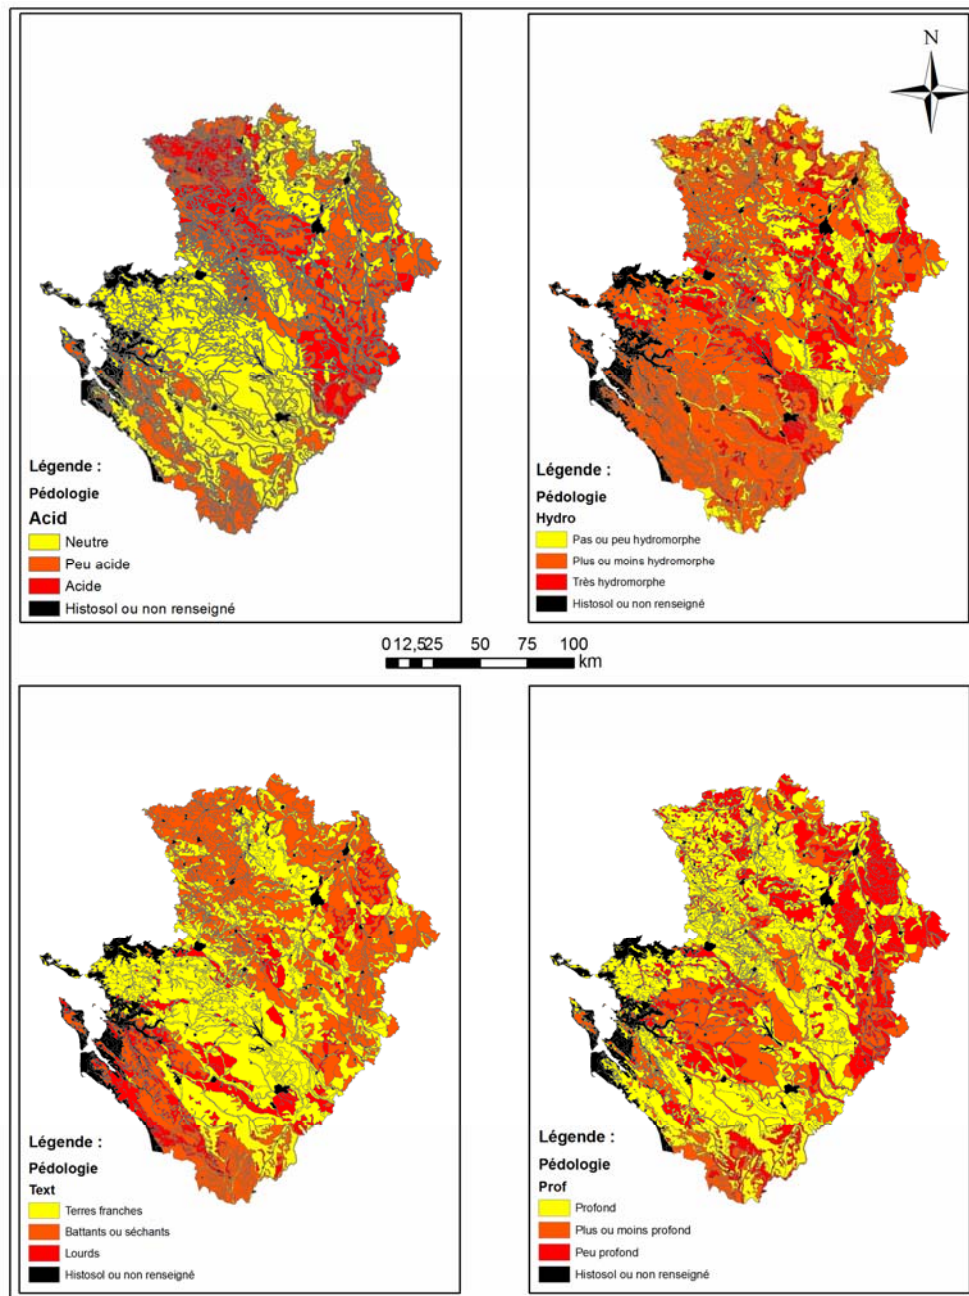 N
Légende :
Pédologie
Acid
Neutre
Peu acide
Acide
Histosol ou non renseigné
Légende :
Pédologie
Hydro
Pas ou peu hydromorphe
Plus ou moins hydromorphe
Très hydromorphe
Histosol ou non renseigné
0 12,5 25 50 75 100
km
Légende :
Pédologie
Text
Terres franches
Battants ou séchants
Lourds
Histosol ou non renseigné
Légende :
Pédologie
Prof
Profond
Plus ou moins profond
Peu profond
Histosol ou non renseigné